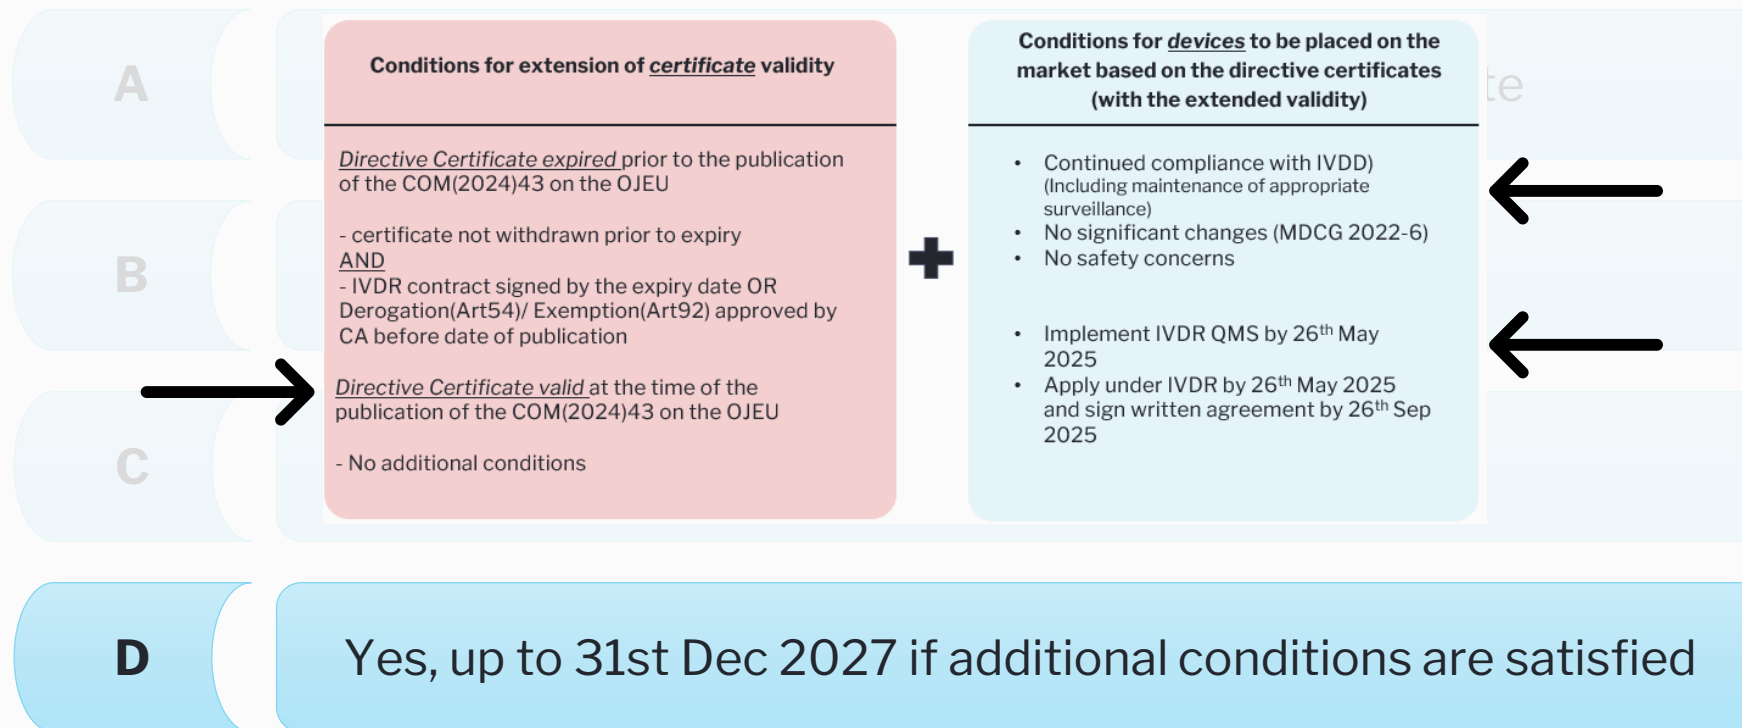 A
Conditions for extension of certificate validity
Directive Certificate expired prior to the publication
of the COM(2024)43 on the OJEU
- certificate not withdrawn prior to expiry
AND
- IVDR contract signed by the expiry date OR
Derogation(Art54)/ Exemption(Art92) approved by
CA before date of publication
Directive Certificate valid at the time of the
publication of the COM(2024)43 on the OJEU
- No additional conditions
Conditions for devices to be placed on the
market based on the directive certificates
(with the extended validity)
• Continued compliance with IVDD)
(Including maintenance of appropriate
surveillance)
• No significant changes (MDCG 2022-6)
• No safety concerns
• Implement IVDR QMS by 26th May
2025
• Apply under IVDR by 26th May 2025
and sign written agreement by 26th Sep
2025
te
B
C
D
Yes, up to 31st Dec 2027 if additional conditions are satisfied